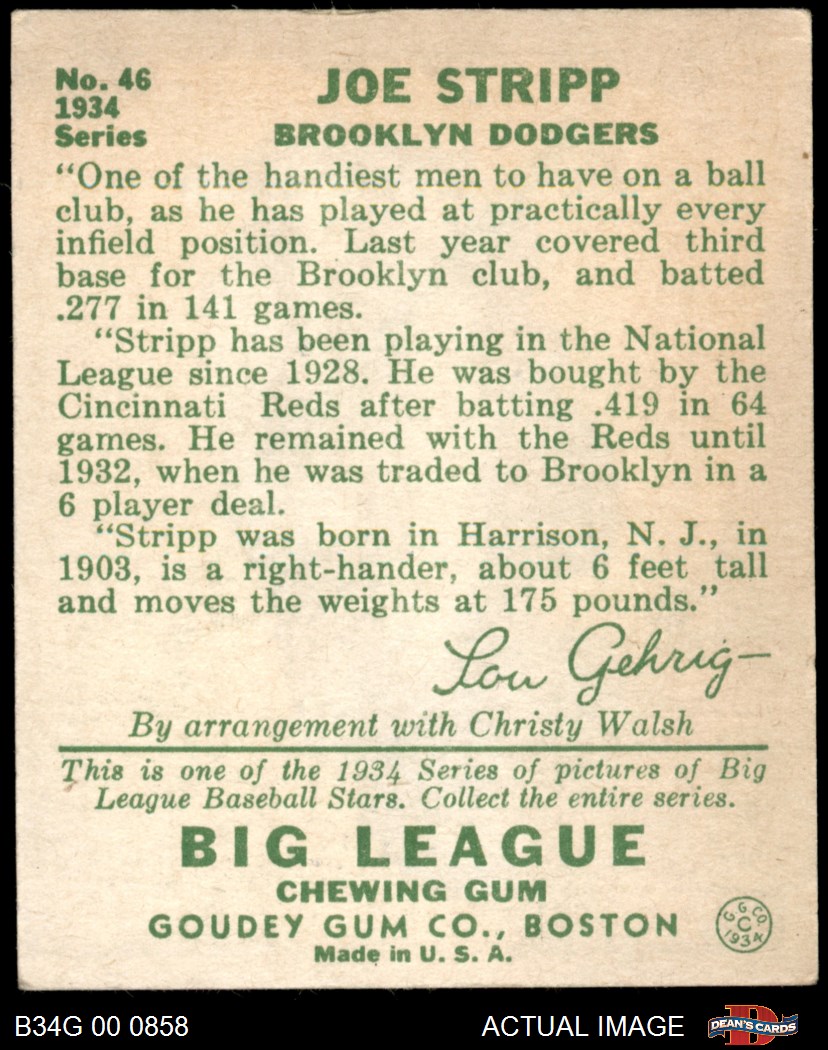 No. 46
1934
Series
JOE STRIPP
BROOKLYN DODGERS
"One of the handiest men to have on a ball
club, as he has played at practically every
infield position. Last year covered third
base for the Brooklyn club, and batted
.277 in 141 games.
"Stripp has been playing in the National
League since 1928. He was bought by the
Cincinnati Reds after batting .419 in 64
games. He remained with the Reds until
1932, when he was traded to Brooklyn in a
6 player deal.
"Stripp was born in Harrison, N. J., in
1903, is a right-hander, about 6 feet tall
and moves the weights at 175 pounds."
Lou Gehrig
By arrangement with Christy Walsh
This is one of the 1934 Series of pictures of Big
League Baseball Stars. Collect the entire series.
BIG LEAGUE
CHEWING GUM
GOUDEY GUM CO., BOSTON
Made in U. S. A.
G. G. CO.
C
1934
B34G 00 0858
ACTUAL IMAGE
D
DEAN'S CARDS